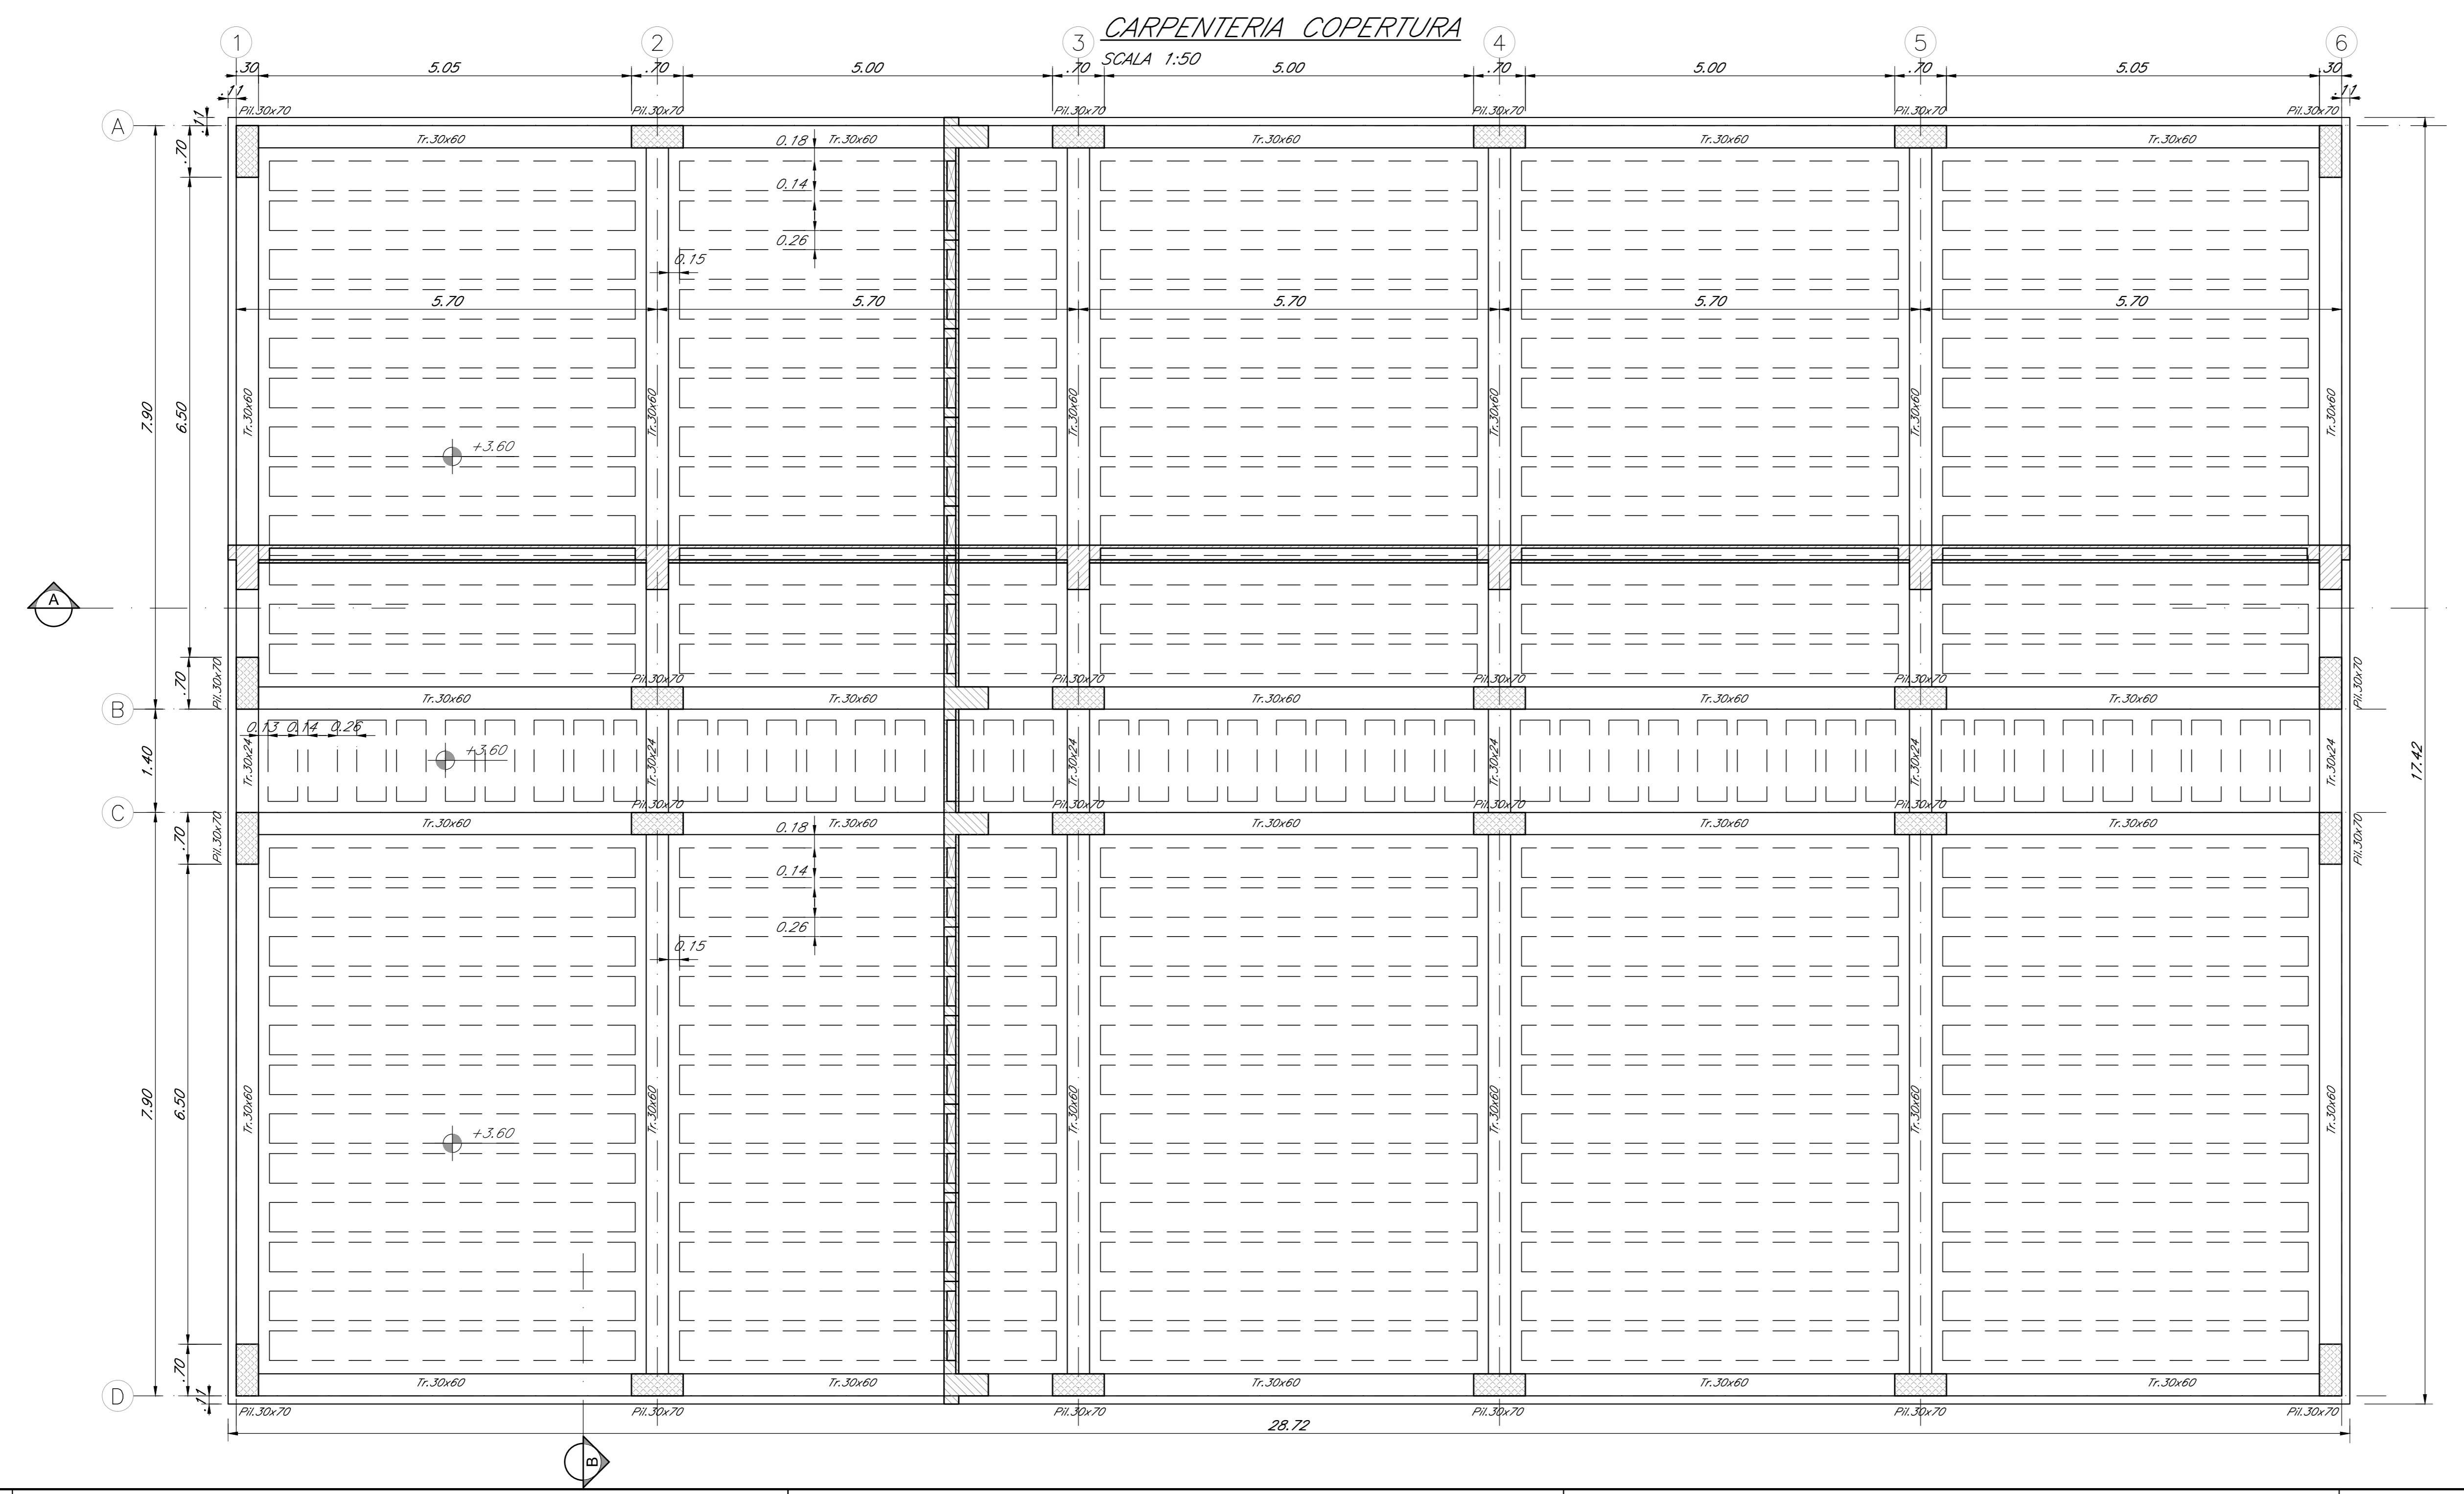 CARPENTERIA COPERTURA
SCALA 1:50
1 2 3 4 5 6
.30 5.05 .70 5.00 .70 5.00 .70 5.00 .70 5.05 .30
.11 .11
Pil.30x70 Pil.30x70 Pil.30x70 Pil.30x70 Pil.30x70 Pil.30x70
A .11
Tr.30x60 Tr.30x60 Tr.30x60 Tr.30x60 Tr.30x60
.70 0.18
0.14
0.26
0.15
5.70 5.70 5.70 5.70 5.70
7.90 6.50 Tr.30x60 Tr.30x60 Tr.30x60 Tr.30x60 Tr.30x60 Tr.30x60
+3.60
A
.70 Pil.30x70 Pil.30x70 Pil.30x70 Pil.30x70 Pil.30x70 Pil.30x70
Tr.30x60 Tr.30x60 Tr.30x60 Tr.30x60 Tr.30x60
B
0.13 0.14 0.26
+3.60
1.40 Tr.30x24 Tr.30x24 Tr.30x24 Tr.30x24 Tr.30x24 Tr.30x24 17.42
Pil.30x70 Pil.30x70 Pil.30x70 Pil.30x70
C
Tr.30x60 Tr.30x60 Tr.30x60 Tr.30x60 Tr.30x60
.70 Pil.30x70 0.18 Pil.30x70
0.14
0.26
0.15
7.90 6.50 Tr.30x60 Tr.30x60 Tr.30x60 Tr.30x60 Tr.30x60 Tr.30x60
+3.60
.70
Tr.30x60 Tr.30x60 Tr.30x60 Tr.30x60 Tr.30x60
D .11
Pil.30x70 Pil.30x70 Pil.30x70 Pil.30x70 Pil.30x70 Pil.30x70
28.72
B